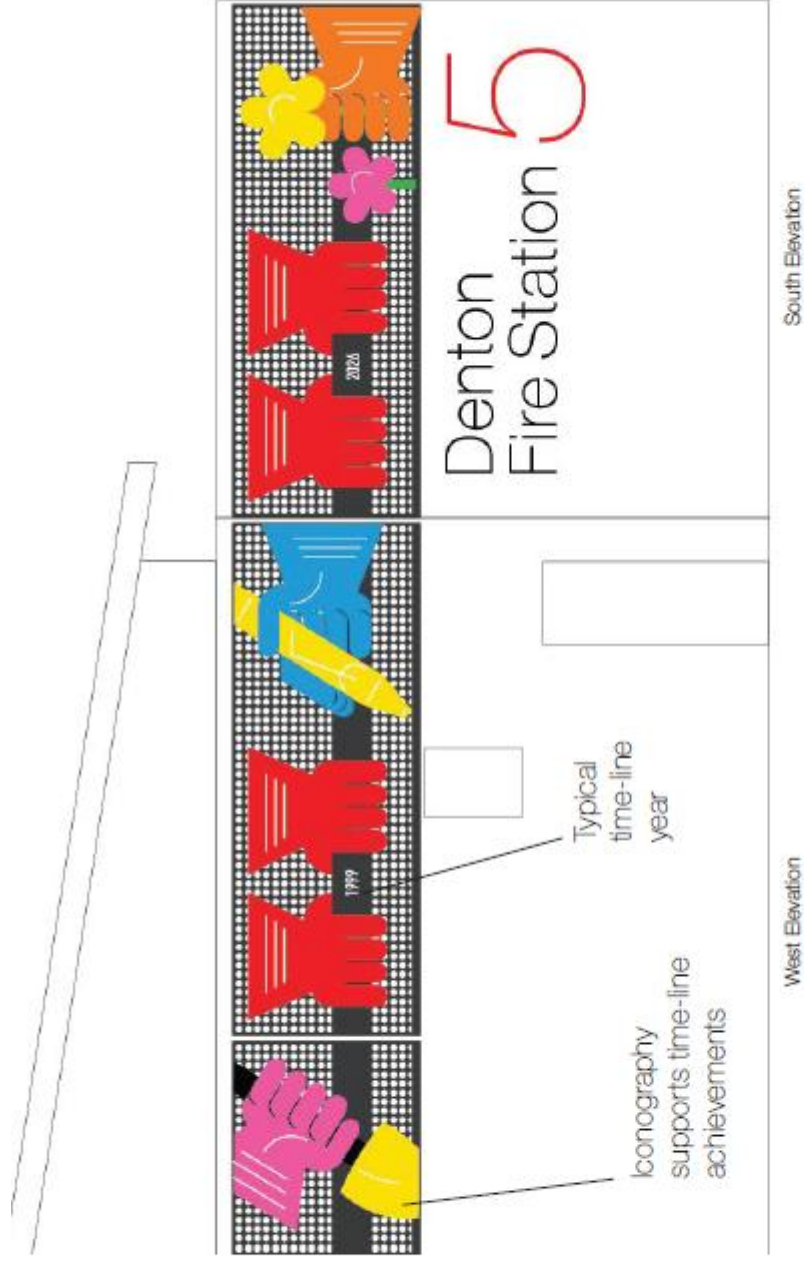 1999
2026
Denton
Fire Station 5
Iconography
supports time-line
achievements
Typical
time-line
year
West Elevation
South Elevation